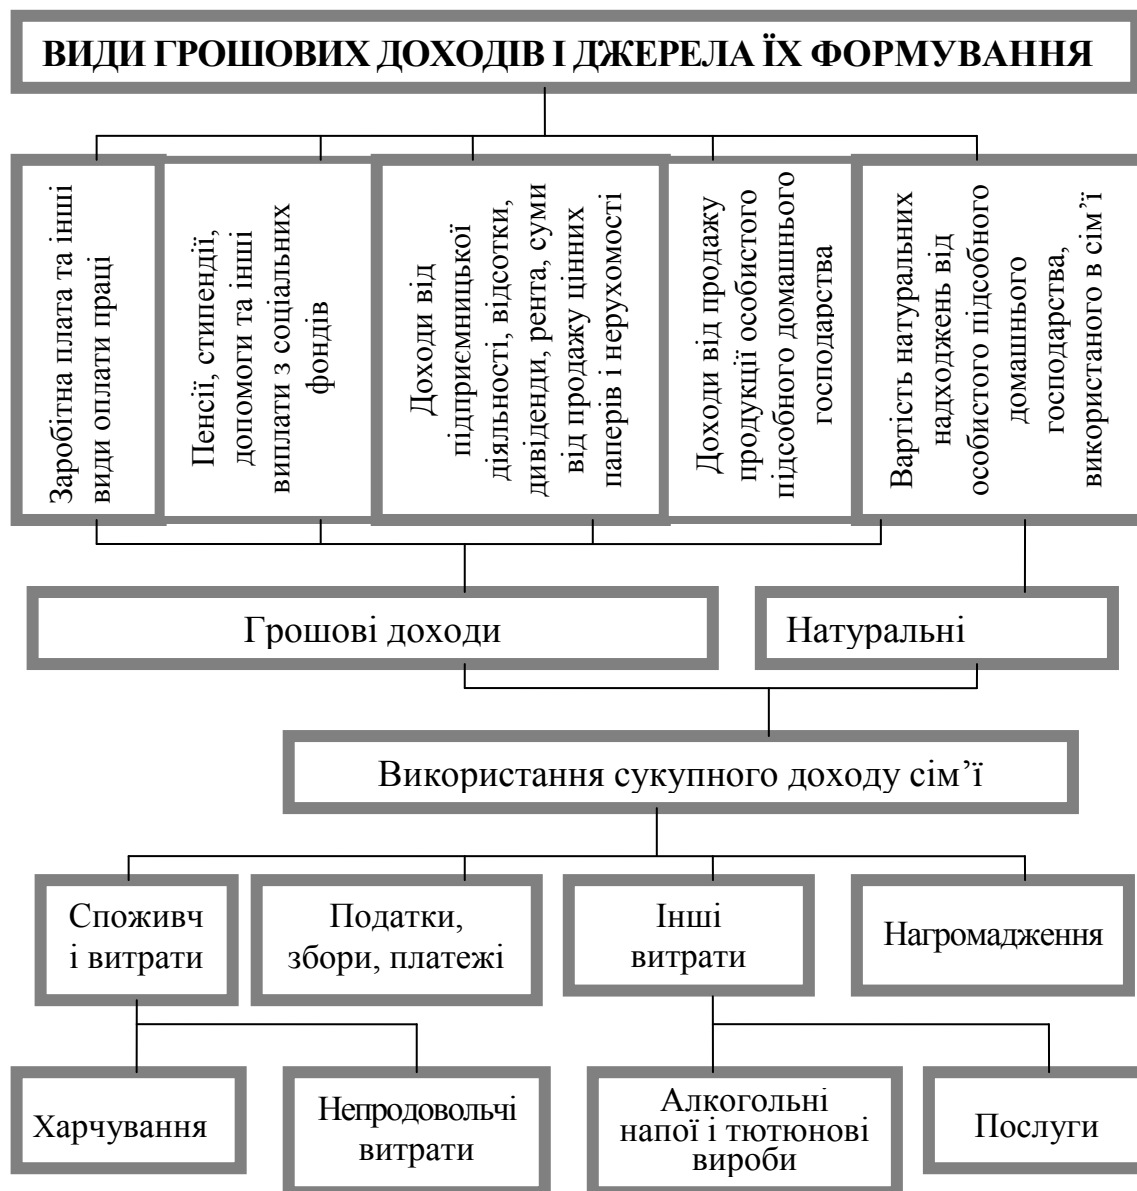 ВИДИ ГРОШОВИХ ДОХОДІВ І ДЖЕРЕЛА ЇХ ФОРМУВАННЯ
Заробітна плата та інші
види оплати праці
Пенсії, стипендії,
допомоги та інші
виплати з соціальних
фондів
Доходи від
підприємницької
діяльності, відсотки,
дивіденди, рента, суми
від продажу цінних
паперів і нерухомості
Доходи від продажу
продукції особистого
підсобного домашнього
господарства
Вартість натуральних
надходжень від
особистого підсобного
домашнього
господарства,
використаного в сім’ї
Грошові доходи
Натуральні
Використання сукупного доходу сім’ї
Споживч
і витрати
Податки,
збори, платежі
Інші
витрати
Нагромадження
Харчування
Непродовольчі
витрати
Алкогольні
напої і тютюнові
вироби
Послуги